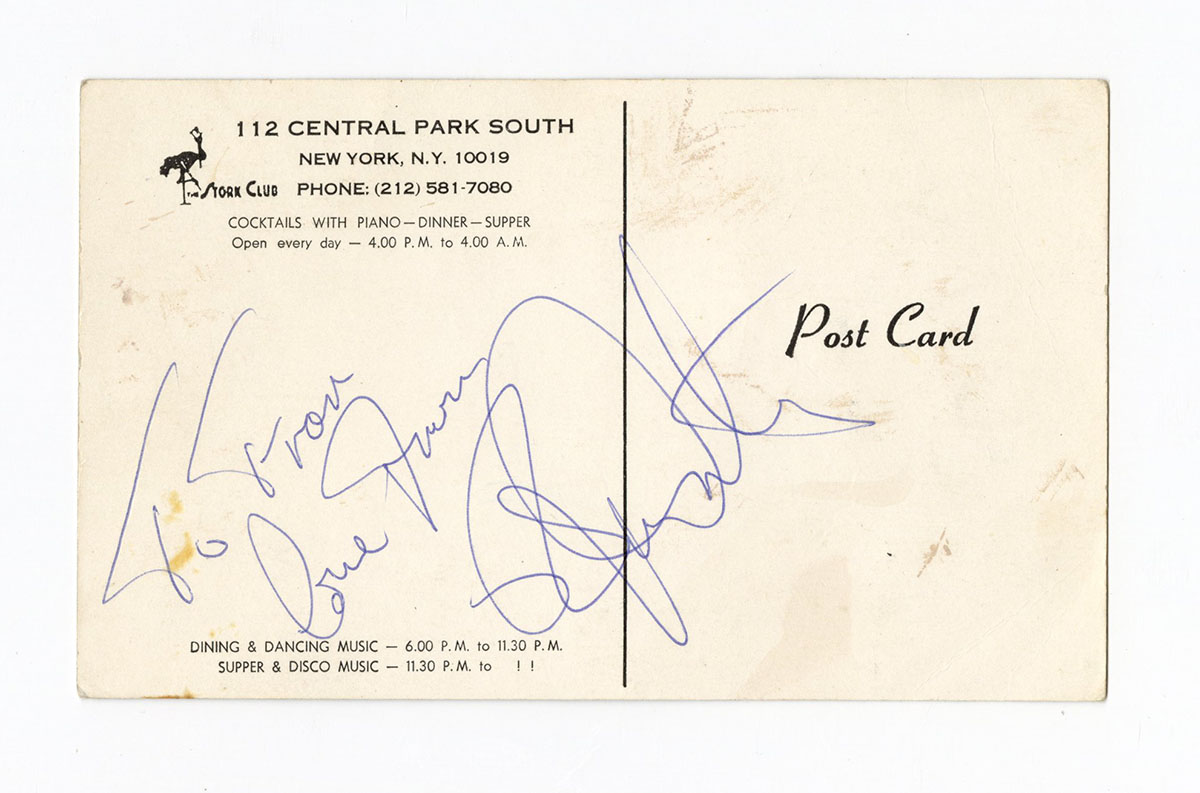 112 CENTRAL PARK SOUTH
NEW YORK, N.Y. 10019
THE STORK CLUB
PHONE: (212) 581-7080
COCKTAILS WITH PIANO — DINNER — SUPPER
Open every day — 4.00 P.M. to 4.00 A.M.
Post Card
To
Love
DINING & DANCING MUSIC — 6.00 P.M. to 11.30 P.M.
SUPPER & DISCO MUSIC — 11.30 P.M. to ! !